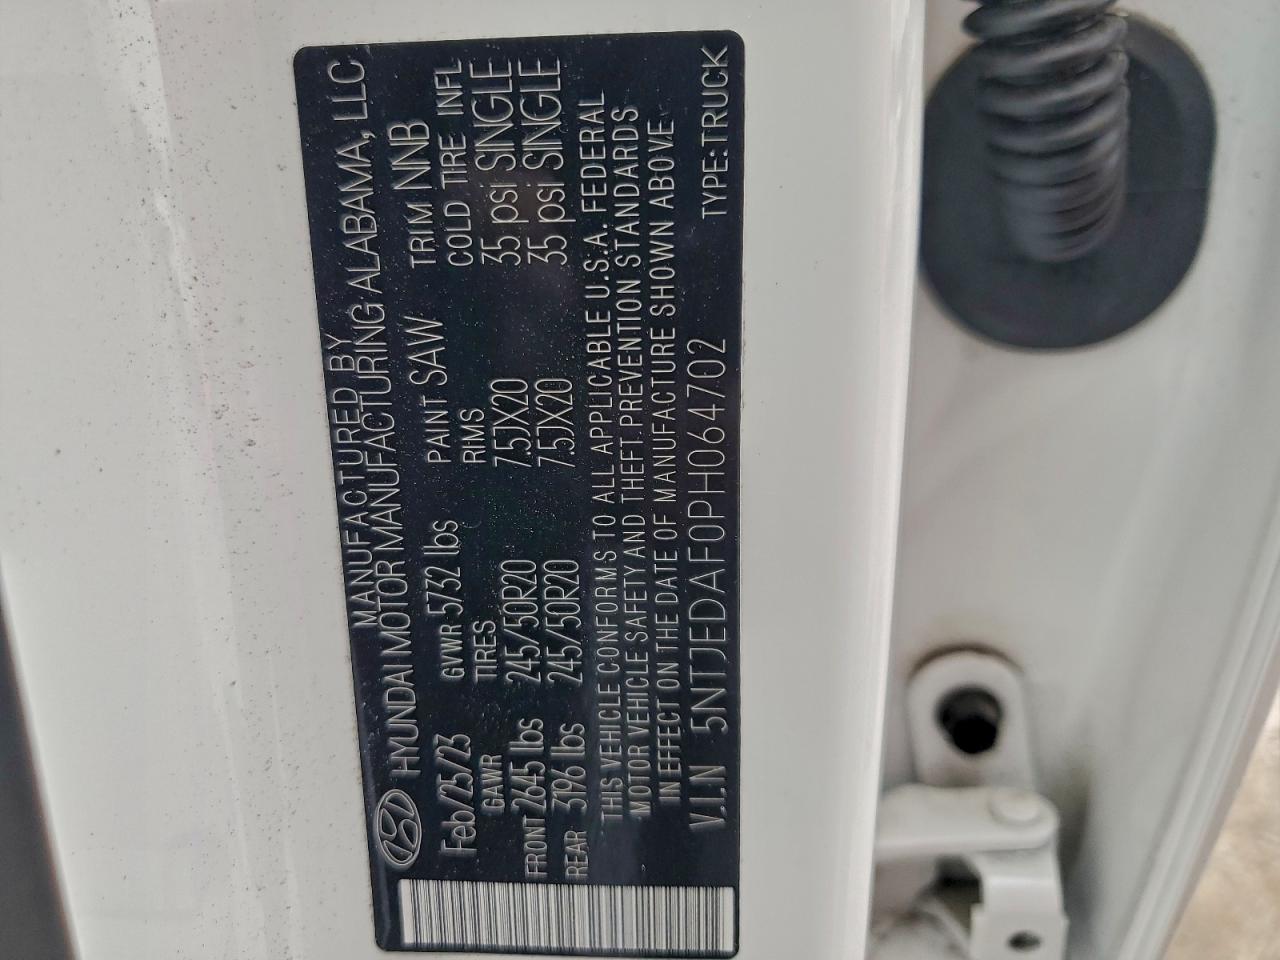 MANUFACTURED BY
HYUNDAI MOTOR MANUFACTURING ALABAMA, LLC
Feb/25/23 GVWR 5732 lbs PAINT SAW TRIM NNB
GAWR TIRES RIMS COLD TIRE INFL
FRONT 2645 lbs 245/50R20 7.5JX20 35 psi SINGLE
REAR 3196 lbs 245/50R20 7.5JX20 35 psi SINGLE
THIS VEHICLE CONFORMS TO ALL APPLICABLE U.S.A. FEDERAL
MOTOR VEHICLE SAFETY AND THEFT PREVENTION STANDARDS
IN EFFECT ON THE DATE OF MANUFACTURE SHOWN ABOVE
V.I.N 5NTJEDAF0PH064702 TYPE:TRUCK